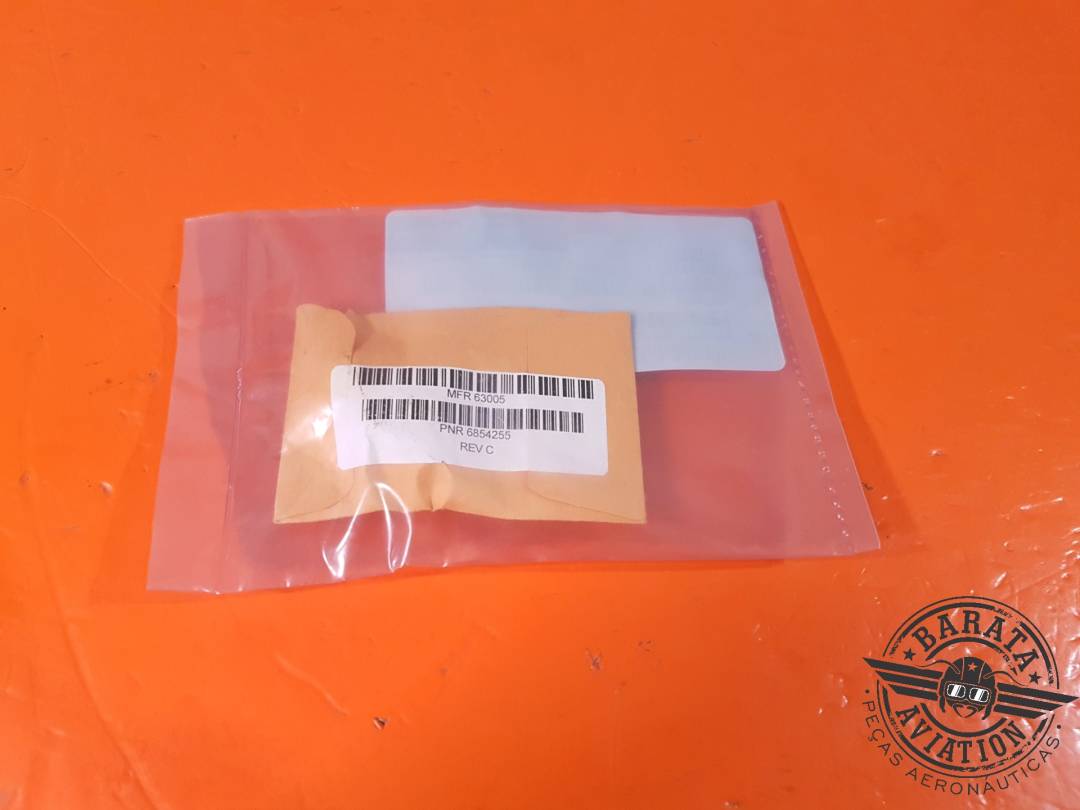 MFR 63005
PNR 6854255
REV C
BARATA
AVIATION
• PEÇAS AERONÁUTICAS •